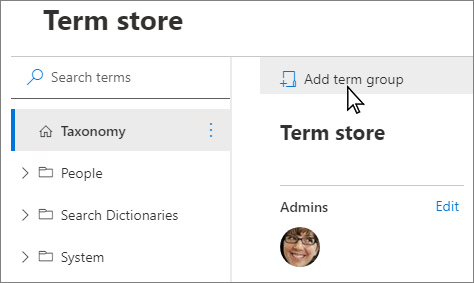 Term store
Search terms
Add term group
Taxonomy
Term store
People
Admins
Edit
Search Dictionaries
System